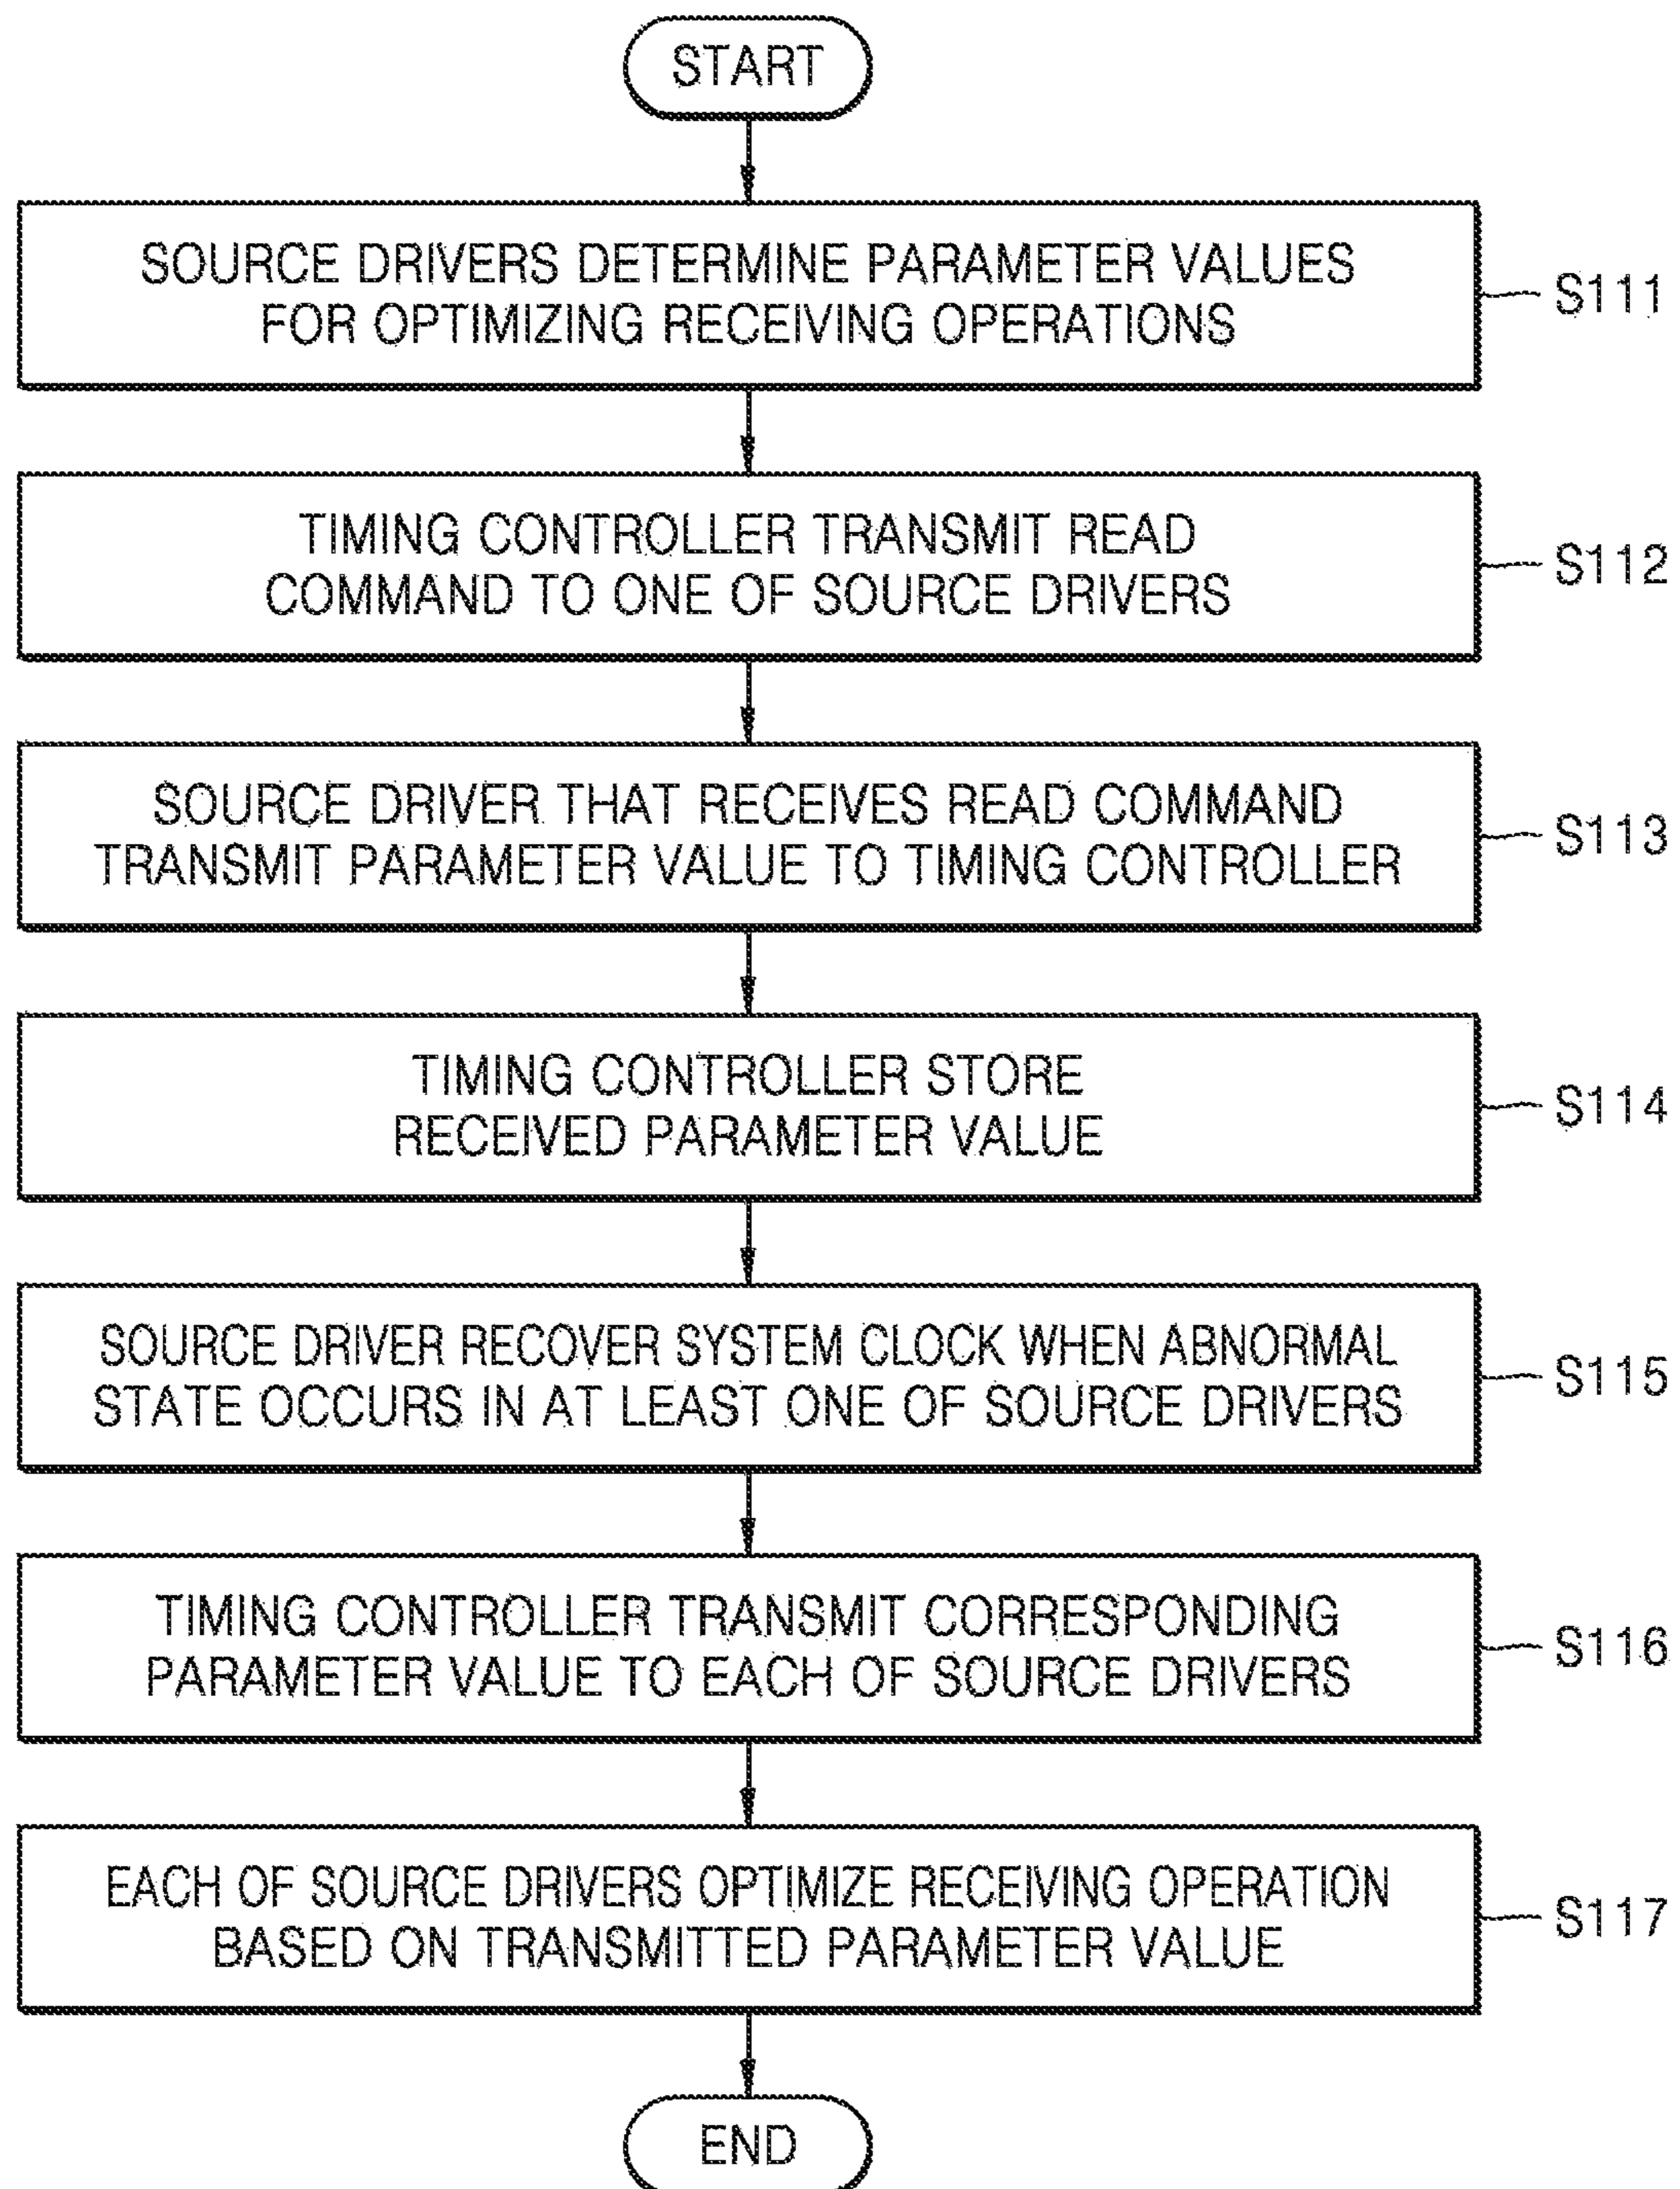 START
SOURCE DRIVERS DETERMINE PARAMETER VALUES
FOR OPTIMIZING RECEIVING OPERATIONS
S111
TIMING CONTROLLER TRANSMIT READ
COMMAND TO ONE OF SOURCE DRIVERS
S112
SOURCE DRIVER THAT RECEIVES READ COMMAND
TRANSMIT PARAMETER VALUE TO TIMING CONTROLLER
S113
TIMING CONTROLLER STORE
RECEIVED PARAMETER VALUE
S114
SOURCE DRIVER RECOVER SYSTEM CLOCK WHEN ABNORMAL
STATE OCCURS IN AT LEAST ONE OF SOURCE DRIVERS
S115
TIMING CONTROLLER TRANSMIT CORRESPONDING
PARAMETER VALUE TO EACH OF SOURCE DRIVERS
S116
EACH OF SOURCE DRIVERS OPTIMIZE RECEIVING OPERATION
BASED ON TRANSMITTED PARAMETER VALUE
S117
END